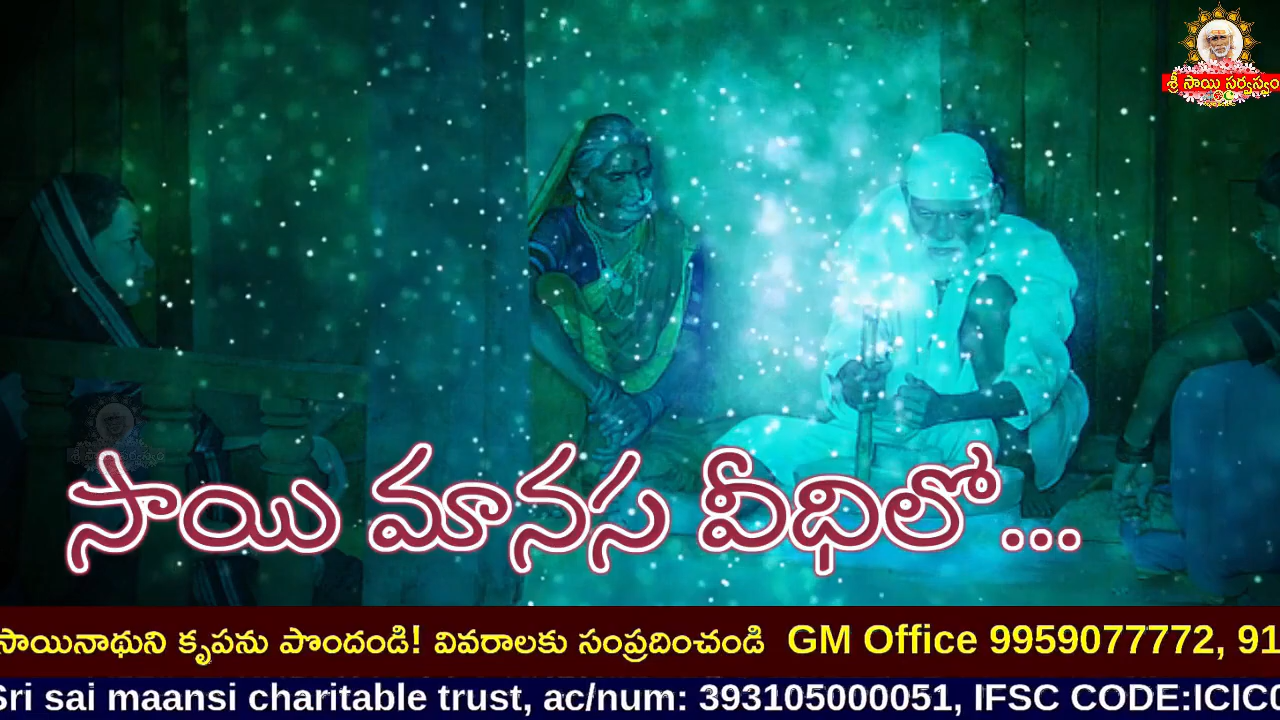 శ్రీ సాయి సర్వస్వం
సాయి మానస వీధిలో...
సాయినాథుని కృపను పొందండి! వివరాలకు సంప్రదించండి GM Office 9959077772, 91
Sri sai maansi charitable trust, ac/num: 393105000051, IFSC CODE:ICIC0